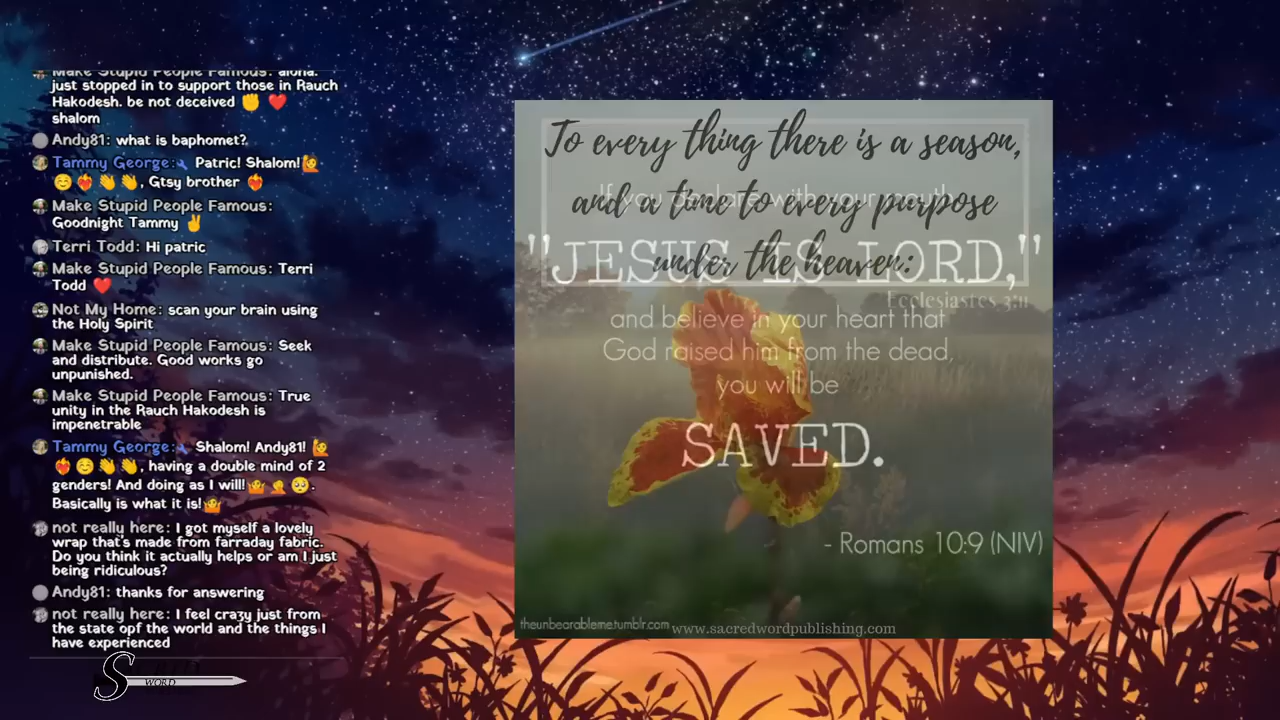 Make Stupid People Famous: aloha.
just stopped in to support those in Rauch
Hakodesh. be not deceived ✊ ❤️
shalom
Andy81: what is baphomet?
Tammy George: Patric! Shalom!🙋
☺️❤️‍🔥👋👋, Gtsy brother ❤️‍🔥
Make Stupid People Famous:
Goodnight Tammy ✌️
Terri Todd: Hi patric
Make Stupid People Famous: Terri
Todd ❤️
Not My Home: scan your brain using
the Holy Spirit
Make Stupid People Famous: Seek
and distribute. Good works go
unpunished.
Make Stupid People Famous: True
unity in the Rauch Hakodesh is
impenetrable
Tammy George: Shalom! Andy81! 🙋
❤️‍🔥☺️👋👋, having a double mind of 2
genders! And doing as I will!🤷🤦🥺.
Basically is what it is!🤷
not really here: I got myself a lovely
wrap that's made from farraday fabric.
Do you think it actually helps or am I just
being ridiculous?
Andy81: thanks for answering
not really here: I feel crazy just from
the state opf the world and the things I
have experienced
S WORD
To every thing there is a season,
and a time to every purpose
under the heaven:
Ecclesiastes 3:1
If you declare with your mouth
"JESUS IS LORD,"
and believe in your heart that
God raised him from the dead,
you will be
SAVED.
- Romans 10:9 (NIV)
theunbearableme.tumblr.com
www.sacredwordpublishing.com